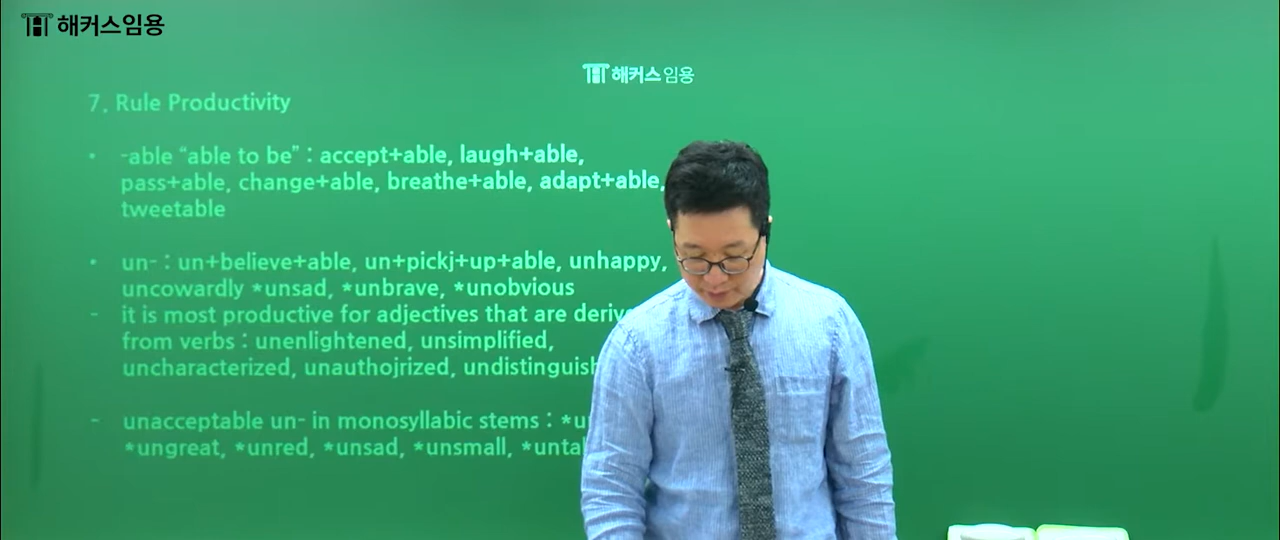 해커스임용
해커스임용
7. Rule Productivity
• -able “able to be” : accept+able, laugh+able,
pass+able, change+able, breathe+able, adapt+able,
tweetable
• un- : un+believe+able, un+pickj+up+able, unhappy,
uncowardly *unsad, *unbrave, *unobvious
- it is most productive for adjectives that are
from verbs : unenlightened, unsimplified,
uncharacterized, unauthojrized,
- unacceptable un- in monosyllabic stems :
*ungreat, *unred, *unsad, *unsmall,